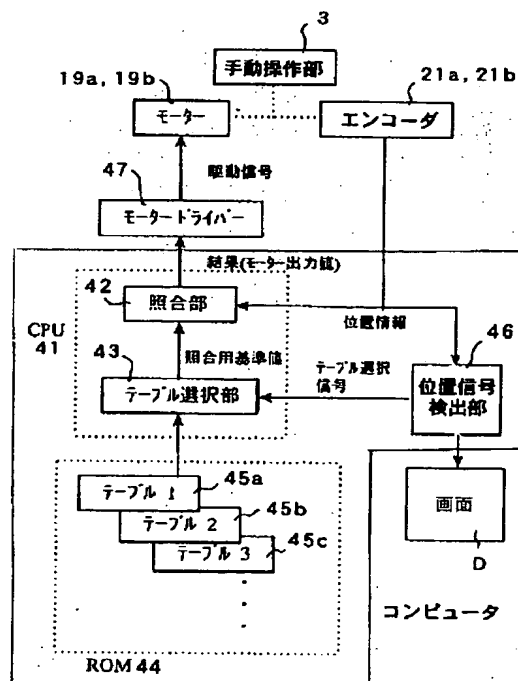 3
手動操作部
19a, 19b
21a, 21b
モーター
エンコーダ
駆動信号
47
モータードライバー
結果(モーター出力値)
42
照合部
位置情報
CPU
41
照合用基準値
46
43
テーブル選択
信号
テーブル選択部
位置信号
検出部
テーブル 1
45a
テーブル 2
45b
テーブル 3
45c
画面
D
コンピュータ
ROM 44